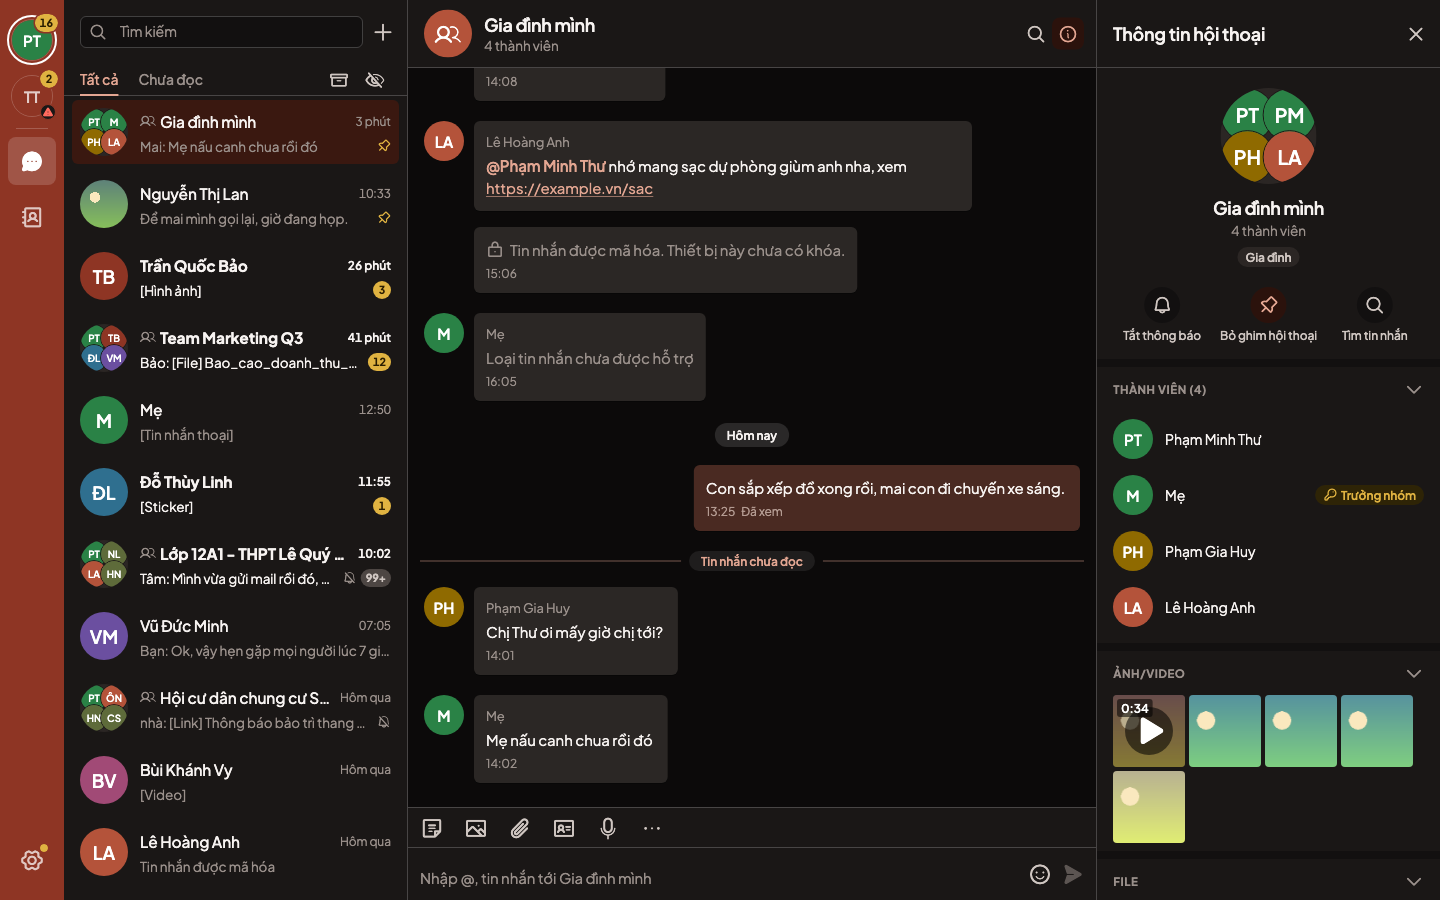 PT
16
TT
2
Tìm kiếm
Tất cả
Chưa đọc
PT M PH LA
Gia đình mình
3 phút
Mai: Mẹ nấu canh chua rồi đó
Nguyễn Thị Lan
10:33
Để mai mình gọi lại, giờ đang họp.
TB
Trần Quốc Bảo
26 phút
[Hình ảnh]
3
PT TB ĐL VM
Team Marketing Q3
41 phút
Bảo: [File] Bao_cao_doanh_thu_...
12
M
Mẹ
12:50
[Tin nhắn thoại]
ĐL
Đỗ Thùy Linh
11:55
[Sticker]
1
PT NL LA HN
Lớp 12A1 - THPT Lê Quý ...
10:02
Tâm: Mình vừa gửi mail rồi đó, ...
99+
VM
Vũ Đức Minh
07:05
Bạn: Ok, vậy hẹn gặp mọi người lúc 7 gi...
PT ÔN HN CS
Hội cư dân chung cư S...
Hôm qua
nhà: [Link] Thông báo bảo trì thang ...
BV
Bùi Khánh Vy
Hôm qua
[Video]
LA
Lê Hoàng Anh
Hôm qua
Tin nhắn được mã hóa
Gia đình mình
4 thành viên
14:08
LA
Lê Hoàng Anh
@Phạm Minh Thư nhớ mang sạc dự phòng giùm anh nha, xem
https://example.vn/sac
Tin nhắn được mã hóa. Thiết bị này chưa có khóa.
15:06
M
Mẹ
Loại tin nhắn chưa được hỗ trợ
16:05
Hôm nay
Con sắp xếp đồ xong rồi, mai con đi chuyến xe sáng.
13:25 Đã xem
Tin nhắn chưa đọc
PH
Phạm Gia Huy
Chị Thư ơi mấy giờ chị tới?
14:01
M
Mẹ
Mẹ nấu canh chua rồi đó
14:02
Nhập @, tin nhắn tới Gia đình mình
Thông tin hội thoại
PT PM
PH LA
Gia đình mình
4 thành viên
Gia đình
Tắt thông báo
Bỏ ghim hội thoại
Tìm tin nhắn
THÀNH VIÊN (4)
PT
Phạm Minh Thư
M
Mẹ
Trưởng nhóm
PH
Phạm Gia Huy
LA
Lê Hoàng Anh
ẢNH/VIDEO
0:34
FILE